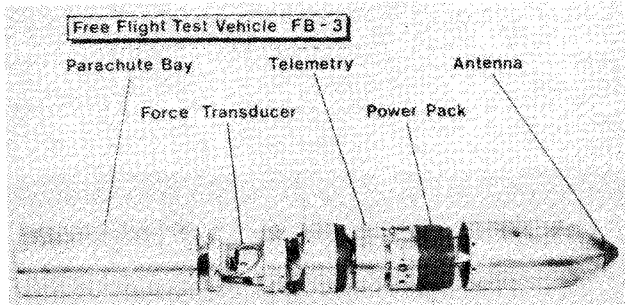 Free Flight Test Vehicle FB - 3
Parachute Bay Telemetry Antenna
Force Transducer Power Pack